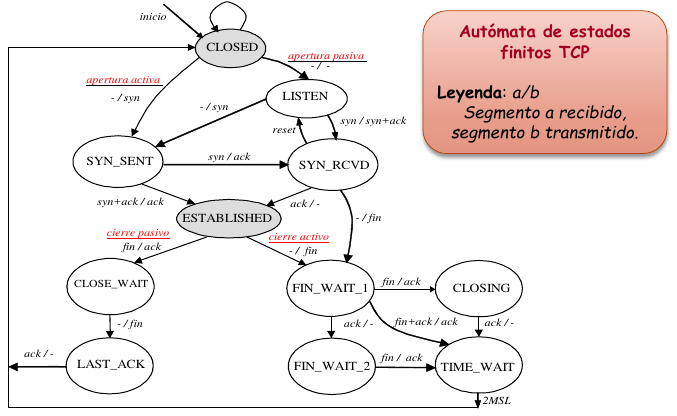 inicio
CLOSED
Autómata de estados
finitos TCP
Leyenda: a/b
Segmento a recibido,
segmento b transmitido.
apertura pasiva
- / -
apertura activa
- / syn
LISTEN
- / syn
reset
syn / syn+ack
SYN_SENT
syn / ack
SYN_RCVD
syn+ack / ack
ack / -
ESTABLISHED
- / fin
cierre pasivo
fin / ack
cierre activo
- / fin
CLOSE_WAIT
FIN_WAIT_1
fin / ack
CLOSING
- / fin
ack / -
fin+ack / ack
ack / -
ack / -
LAST_ACK
FIN_WAIT_2
fin / ack
TIME_WAIT
2MSL